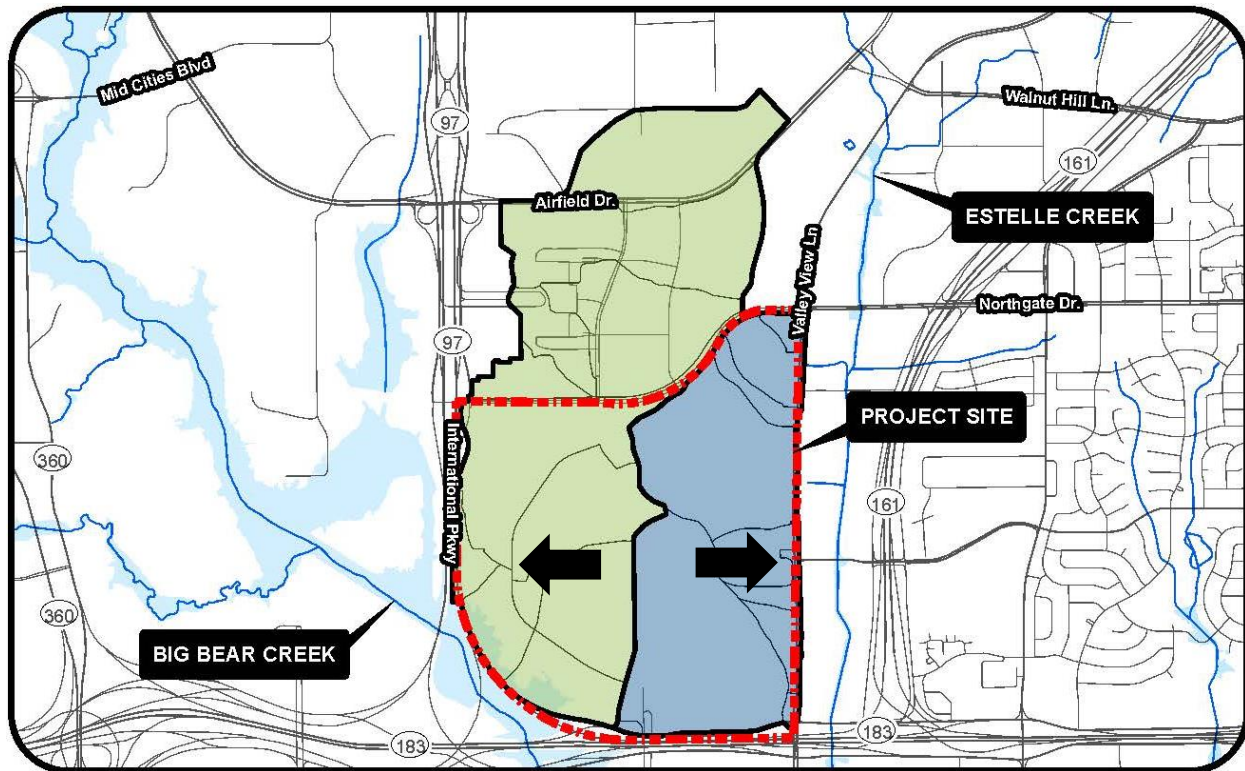 Mid Cities Blvd
97
Walnut Hill Ln.
161
Airfield Dr.
ESTELLE CREEK
Valley View Ln
Northgate Dr.
97
PROJECT SITE
International Pkwy
360
161
360
BIG BEAR CREEK
183
183